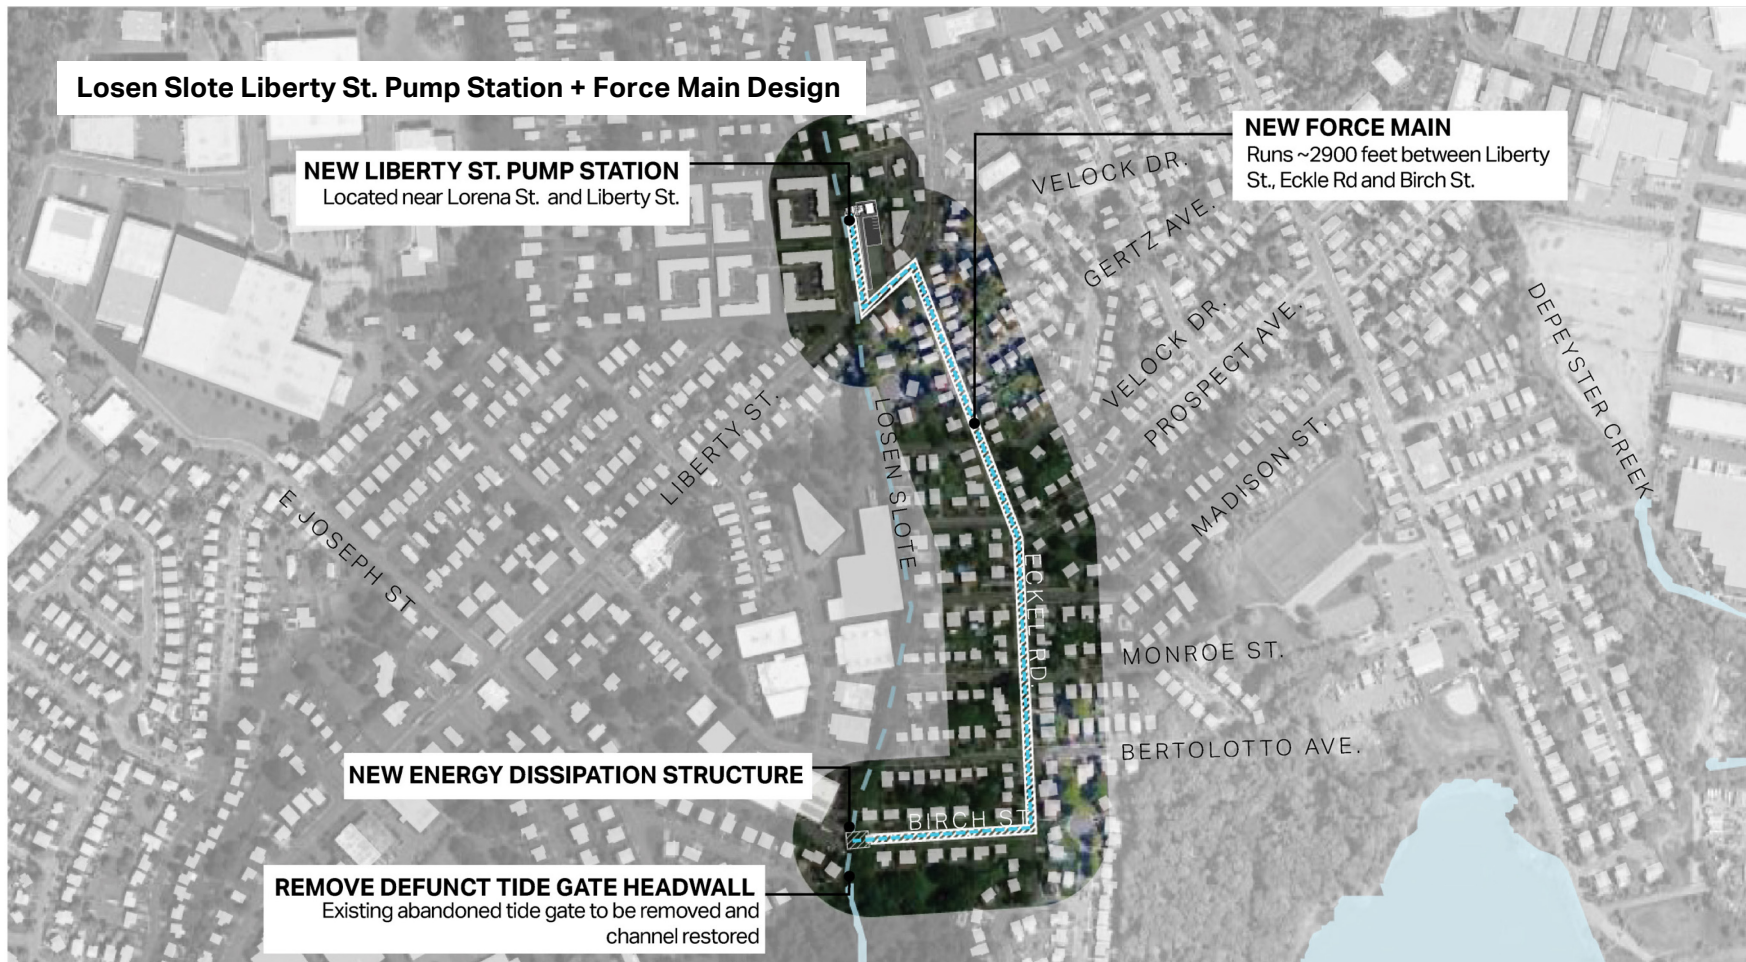 Losen Slote Liberty St. Pump Station + Force Main Design
NEW FORCE MAIN
Runs ~2900 feet between Liberty
St., Eckle Rd and Birch St.
NEW LIBERTY ST. PUMP STATION
Located near Lorena St. and Liberty St.
VELOCK DR.
GERTZ AVE.
VELOCK DR.
PROSPECT AVE.
MADISON ST.
DEPEYSTER CREEK
LIBERTY ST.
LOSEN SLOTE
E JOSEPH ST
ECKEL RD.
MONROE ST.
BERTOLOTTO AVE.
NEW ENERGY DISSIPATION STRUCTURE
BIRCH ST
REMOVE DEFUNCT TIDE GATE HEADWALL
Existing abandoned tide gate to be removed and
channel restored